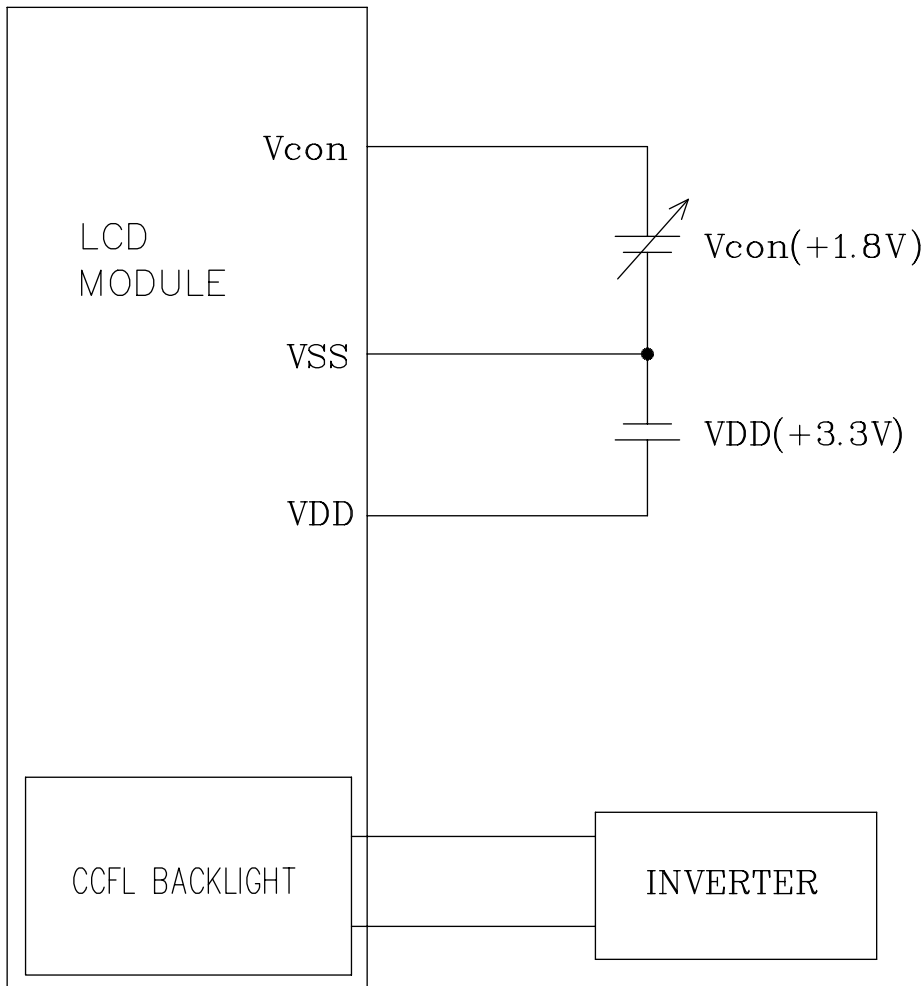 Vcon
LCD
MODULE
Vcon(+1.8V)
VSS
VDD(+3.3V)
VDD
CCFL BACKLIGHT
INVERTER